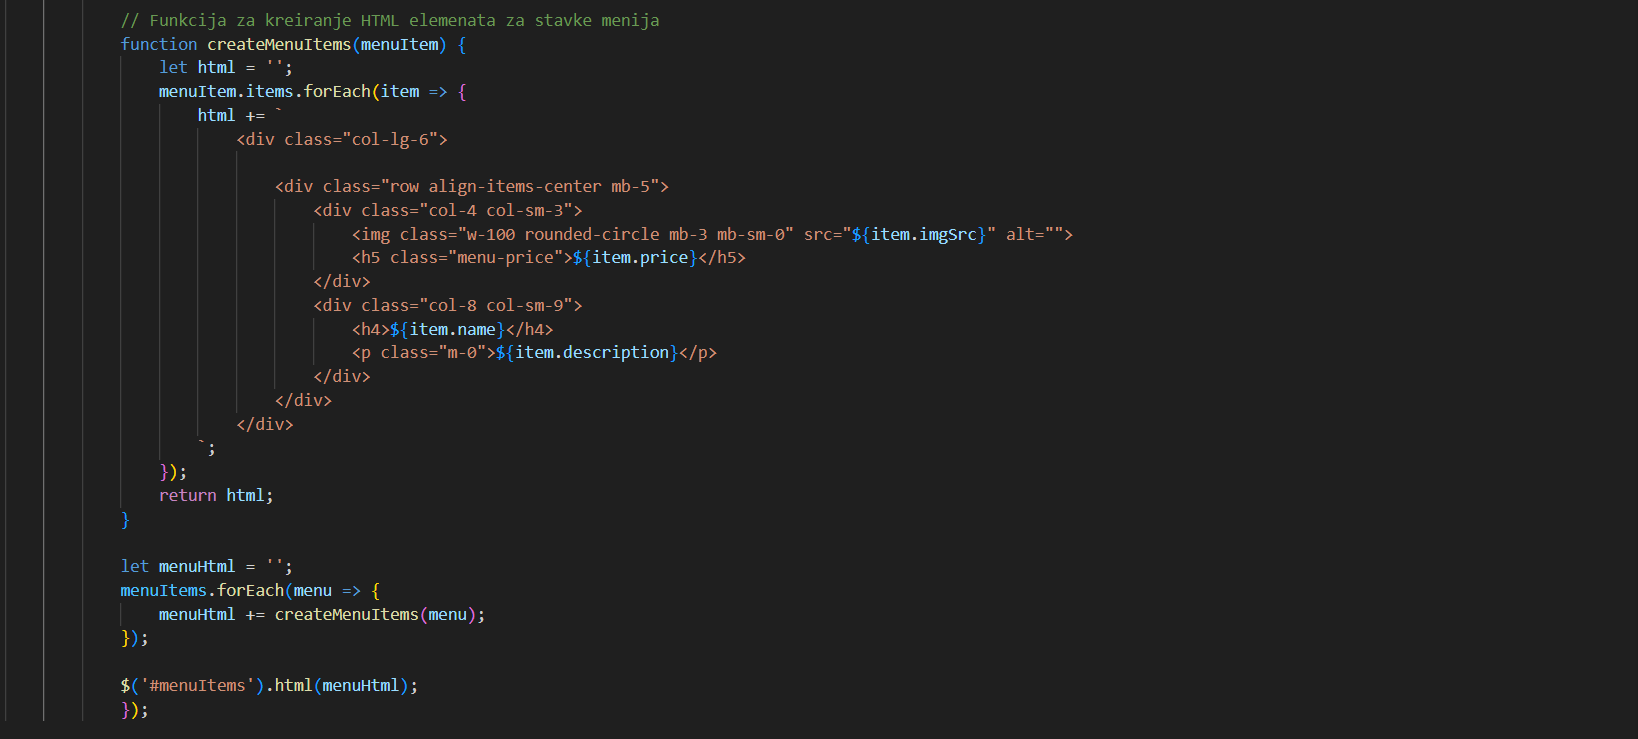 // Funkcija za kreiranje HTML elemenata za stavke menija
function createMenuItems(menuItem) {
    let html = '';
    menuItem.items.forEach(item => {
        html += `
            <div class="col-lg-6">

                <div class="row align-items-center mb-5">
                    <div class="col-4 col-sm-3">
                        <img class="w-100 rounded-circle mb-3 mb-sm-0" src="${item.imgSrc}" alt="">
                        <h5 class="menu-price">${item.price}</h5>
                    </div>
                    <div class="col-8 col-sm-9">
                        <h4>${item.name}</h4>
                        <p class="m-0">${item.description}</p>
                    </div>
                </div>
            </div>
        `;
    });
    return html;
}

let menuHtml = '';
menuItems.forEach(menu => {
    menuHtml += createMenuItems(menu);
});

$('#menuItems').html(menuHtml);
});